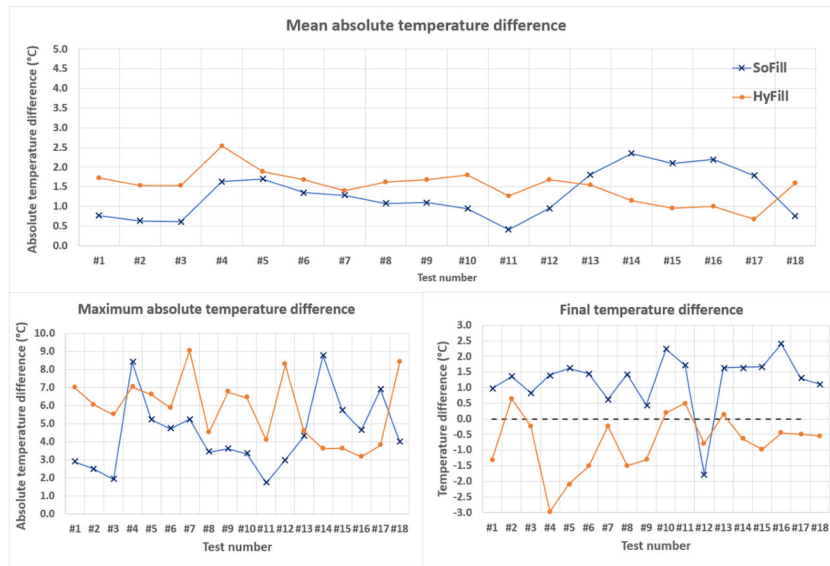 Mean absolute temperature difference
Absolute temperature difference (°C)
5.0
4.5
4.0
3.5
3.0
2.5
2.0
1.5
1.0
0.5
0.0
SoFill
HyFill
#1 #2 #3 #4 #5 #6 #7 #8 #9 #10 #11 #12 #13 #14 #15 #16 #17 #18
Test number
Maximum absolute temperature difference
Absolute temperature difference (°C)
10.0
9.0
8.0
7.0
6.0
5.0
4.0
3.0
2.0
1.0
0.0
#1 #2 #3 #4 #5 #6 #7 #8 #9 #10 #11 #12 #13 #14 #15 #16 #17 #18
Test number
Final temperature difference
Temperature difference (°C)
3.0
2.5
2.0
1.5
1.0
0.5
0.0
-0.5
-1.0
-1.5
-2.0
-2.5
-3.0
#1 #2 #3 #4 #5 #6 #7 #8 #9 #10 #11 #12 #13 #14 #15 #16 #17 #18
Test number